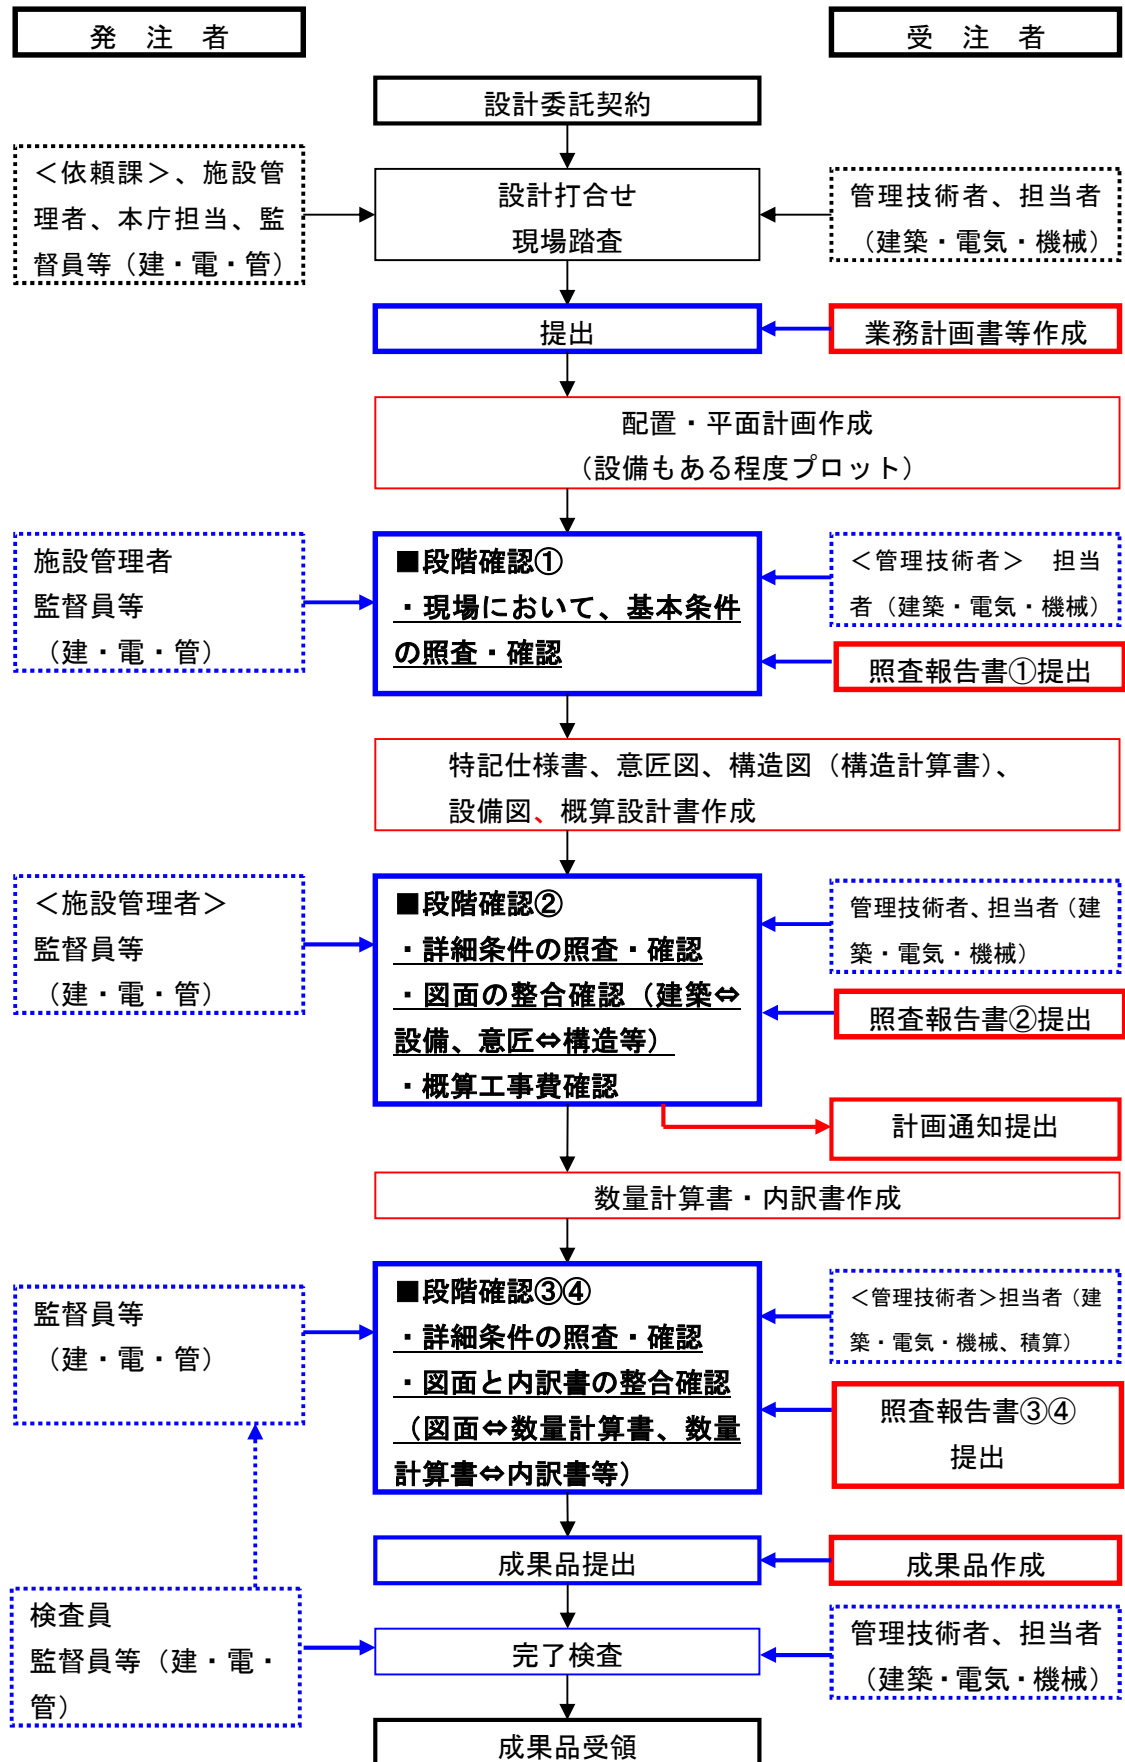 発　注　者
受　注　者
設計委託契約
＜依頼課＞、施設管
理者、本庁担当、監
督員等（建・電・管）
設計打合せ
現場踏査
管理技術者、担当者
（建築・電気・機械）
提出
業務計画書等作成
配置・平面計画作成
（設備もある程度プロット）
施設管理者
監督員等
（建・電・管）
■段階確認①
・現場において、基本条件
の照査・確認
＜管理技術者＞　担当
者（建築・電気・機械）
照査報告書①提出
特記仕様書、意匠図、構造図（構造計算書）、
設備図、概算設計書作成
＜施設管理者＞
監督員等
（建・電・管）
■段階確認②
・詳細条件の照査・確認
・図面の整合確認（建築⇔
設備、意匠⇔構造等）
・概算工事費確認
管理技術者、担当者（建
築・電気・機械）
照査報告書②提出
計画通知提出
数量計算書・内訳書作成
監督員等
（建・電・管）
■段階確認③④
・詳細条件の照査・確認
・図面と内訳書の整合確認
（図面⇔数量計算書、数量
計算書⇔内訳書等）
＜管理技術者＞担当者（建
築・電気・機械、積算）
照査報告書③④
提出
成果品提出
成果品作成
検査員
監督員等（建・電・
管）
完了検査
管理技術者、担当者
（建築・電気・機械）
成果品受領